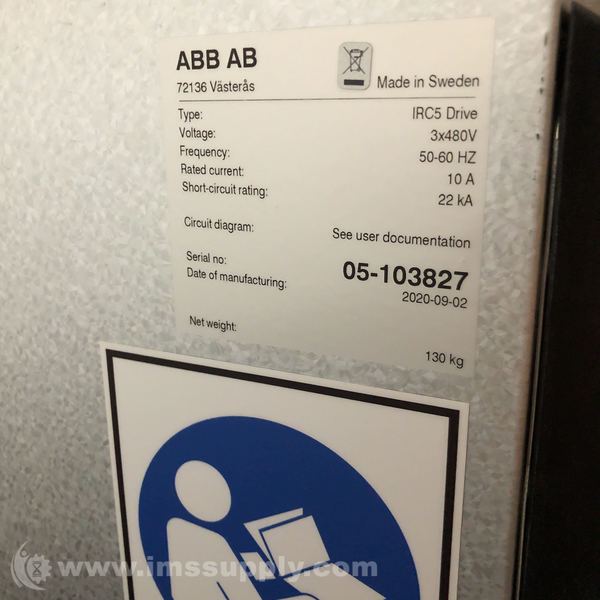 ABB AB
72136 Västerås
Made in Sweden
Type: IRC5 Drive
Voltage: 3x480V
Frequency: 50-60 HZ
Rated current: 10 A
Short-circuit rating: 22 kA
Circuit diagram: See user documentation
Serial no: 05-103827
Date of manufacturing: 2020-09-02
Net weight: 130 kg
www.imssupply.com